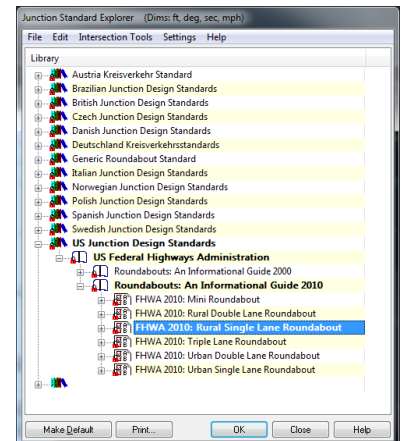 Junction Standard Explorer (Dims: ft, deg, sec, mph)
File Edit Intersection Tools Settings Help
Library
Austria Kreisverkehr Standard
Brazilian Junction Design Standards
British Junction Design Standards
Czech Junction Design Standards
Danish Junction Design Standards
Deutschland Kreisverkehrsstandards
Generic Roundabout Standard
Italian Junction Design Standards
Norwegian Junction Design Standards
Polish Junction Design Standards
Spanish Junction Design Standards
Swedish Junction Design Standards
US Junction Design Standards
US Federal Highways Administration
Roundabouts: An Informational Guide 2000
Roundabouts: An Informational Guide 2010
FHWA 2010: Mini Roundabout
FHWA 2010: Rural Double Lane Roundabout
FHWA 2010: Rural Single Lane Roundabout
FHWA 2010: Triple Lane Roundabout
FHWA 2010: Urban Double Lane Roundabout
FHWA 2010: Urban Single Lane Roundabout
Make Default Print... OK Close Help